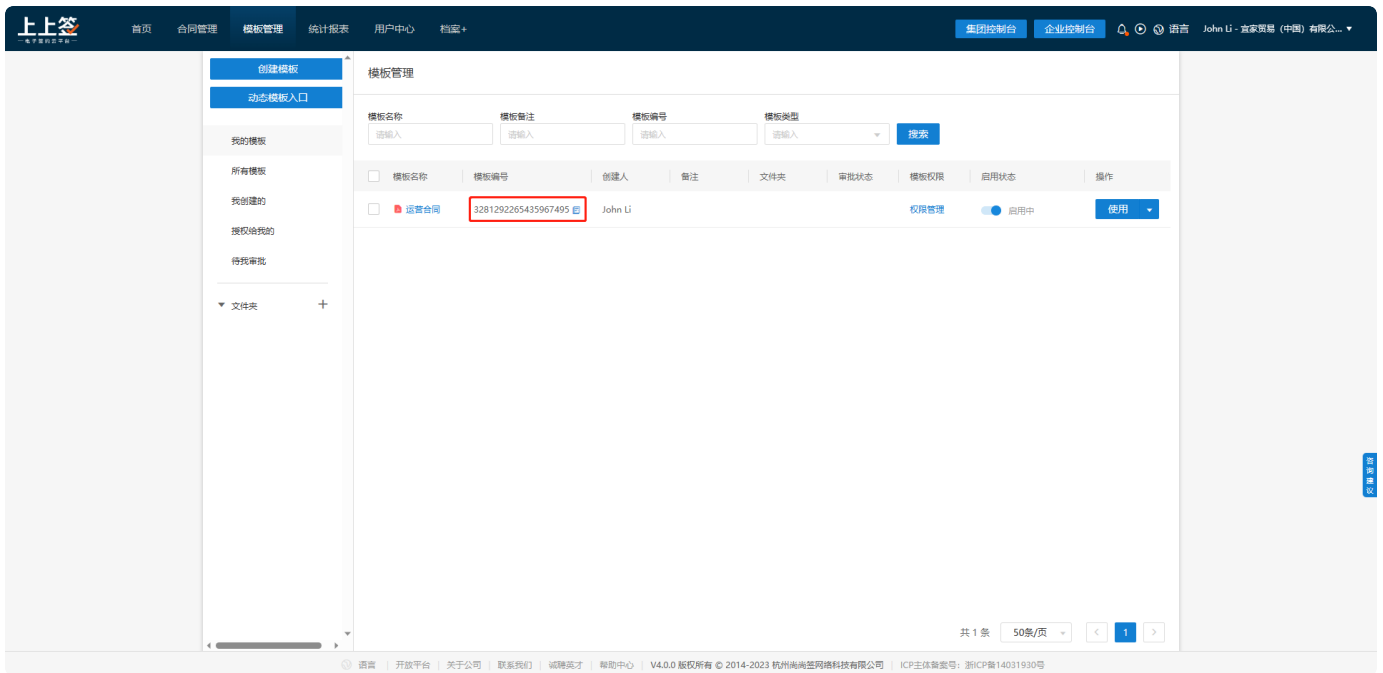 上上签
电子签约云平台
首页 合同管理 模板管理 统计报表 用户中心 档案+ 集团控制台 企业控制台 语言 John Li - 宜家贸易（中国）有限公...
创建模板
动态模板入口
我的模板
所有模板
我创建的
授权给我的
待我审批
文件夹
模板管理
模板名称 模板备注 模板编号 模板类型
请输入 请输入 请输入 请输入 搜索
模板名称 模板编号 创建人 备注 文件夹 审批状态 模板权限 启用状态 操作
运营合同 3281292265435967495 John Li 权限管理 启用中 使用
咨询建议
共 1 条 50条/页 1
语言 开放平台 关于公司 联系我们 诚聘英才 帮助中心 V4.0.0 版权所有 © 2014-2023 杭州尚尚签网络科技有限公司 ICP主体备案号：浙ICP备14031930号